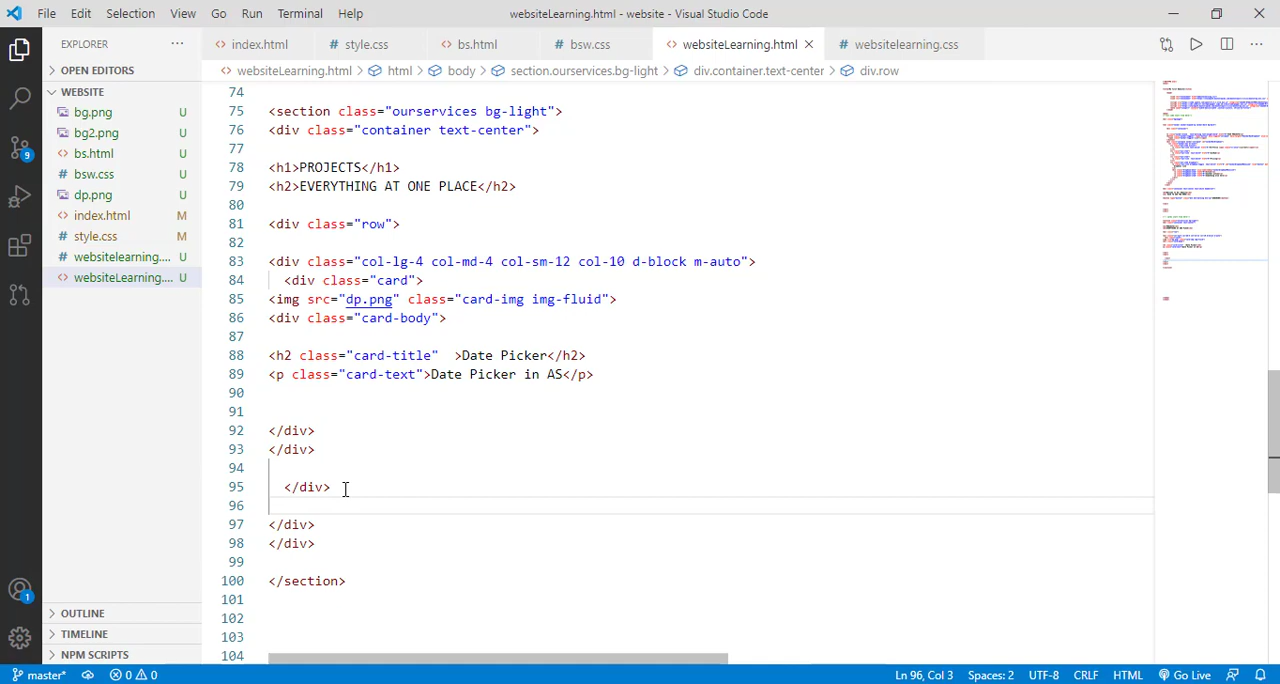 File Edit Selection View Go Run Terminal Help websiteLearning.html - website - Visual Studio Code
EXPLORER
index.html
style.css
bs.html
bsw.css
websiteLearning.html
websitelearning.css
websiteLearning.html > html > body > section.ourservices.bg-light > div.container.text-center > div.row
OPEN EDITORS
WEBSITE
bg.png U
bg2.png U
bs.html U
bsw.css U
dp.png U
index.html M
style.css M
websitelearning.... U
websiteLearning.... U
OUTLINE
TIMELINE
NPM SCRIPTS
9
1
74
75 <section class="ourservices bg-light">
76 <div class="container text-center">
77
78 <h1>PROJECTS</h1>
79 <h2>EVERYTHING AT ONE PLACE</h2>
80
81 <div class="row">
82
83 <div class="col-lg-4 col-md-4 col-sm-12 col-10 d-block m-auto">
84 <div class="card">
85 <img src="dp.png" class="card-img img-fluid">
86 <div class="card-body">
87
88 <h2 class="card-title"  >Date Picker</h2>
89 <p class="card-text">Date Picker in AS</p>
90
91
92 </div>
93 </div>
94
95 </div>
96
97 </div>
98 </div>
99
100 </section>
101
102
103
104
master* 0 0 Ln 96, Col 3 Spaces: 2 UTF-8 CRLF HTML Go Live